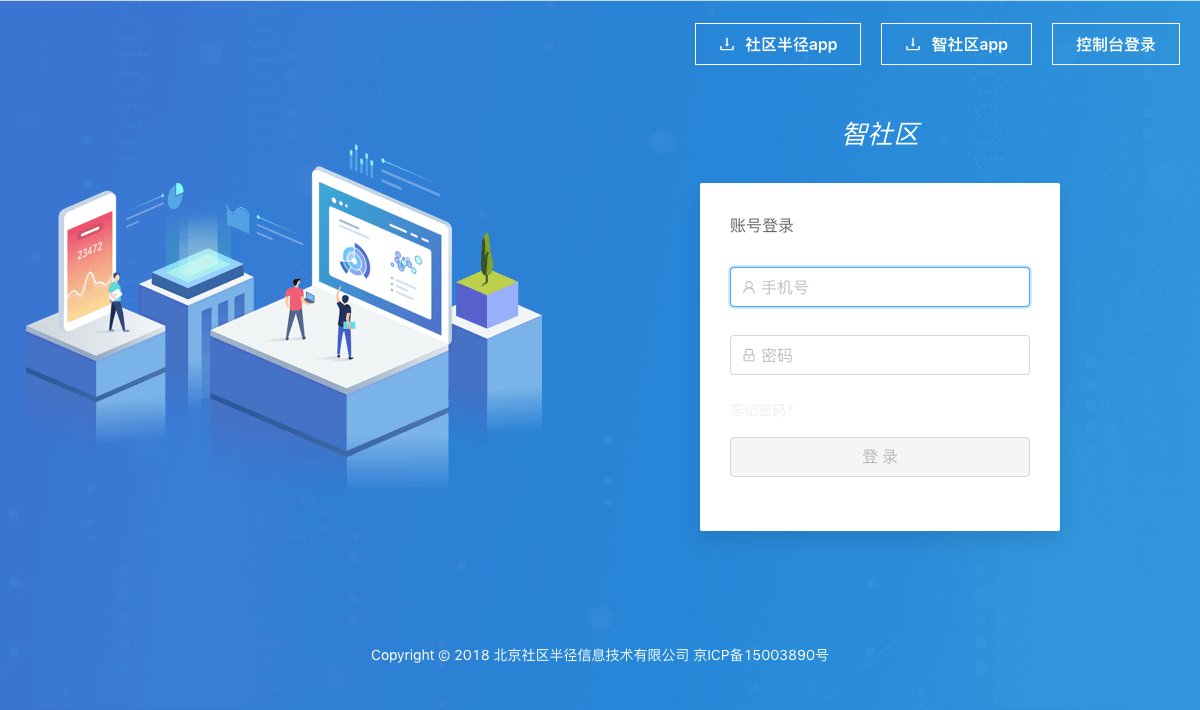 社区半径app
智社区app
控制台登录
智社区
账号登录
手机号
密码
忘记密码?
登 录
23472
Copyright © 2018 北京社区半径信息技术有限公司 京ICP备15003890号